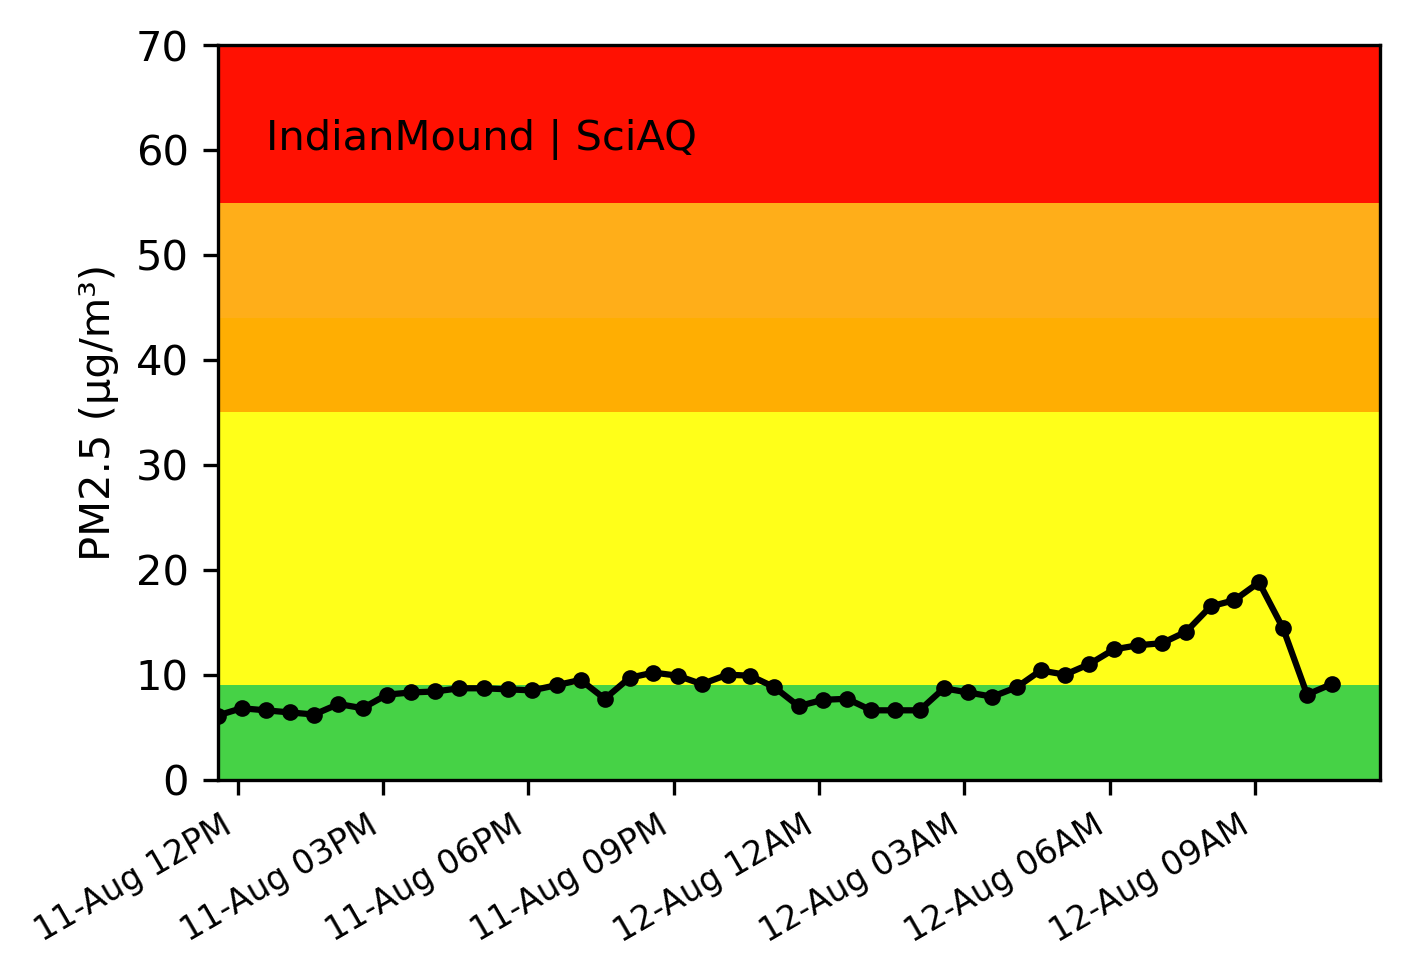 70
60
50
40
30
20
10
0
PM2.5 (µg/m³)
IndianMound | SciAQ
11-Aug 12PM
11-Aug 03PM
11-Aug 06PM
11-Aug 09PM
12-Aug 12AM
12-Aug 03AM
12-Aug 06AM
12-Aug 09AM